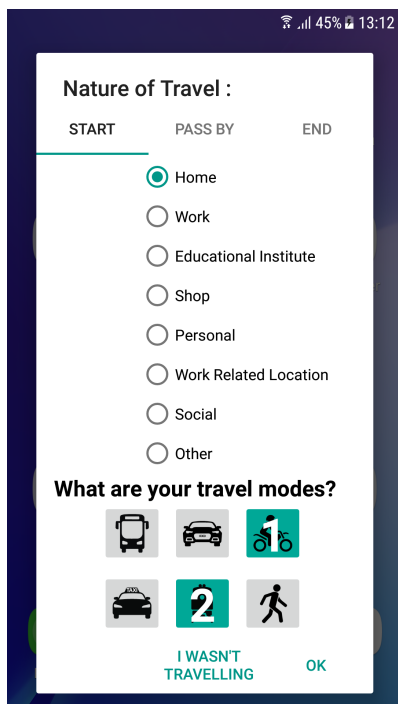 45% 13:12
Nature of Travel :
START PASS BY END
Home
Work
Educational Institute
Shop
Personal
Work Related Location
Social
Other
What are your travel modes?
1
TAXI
2
I WASN'T
TRAVELLING
OK